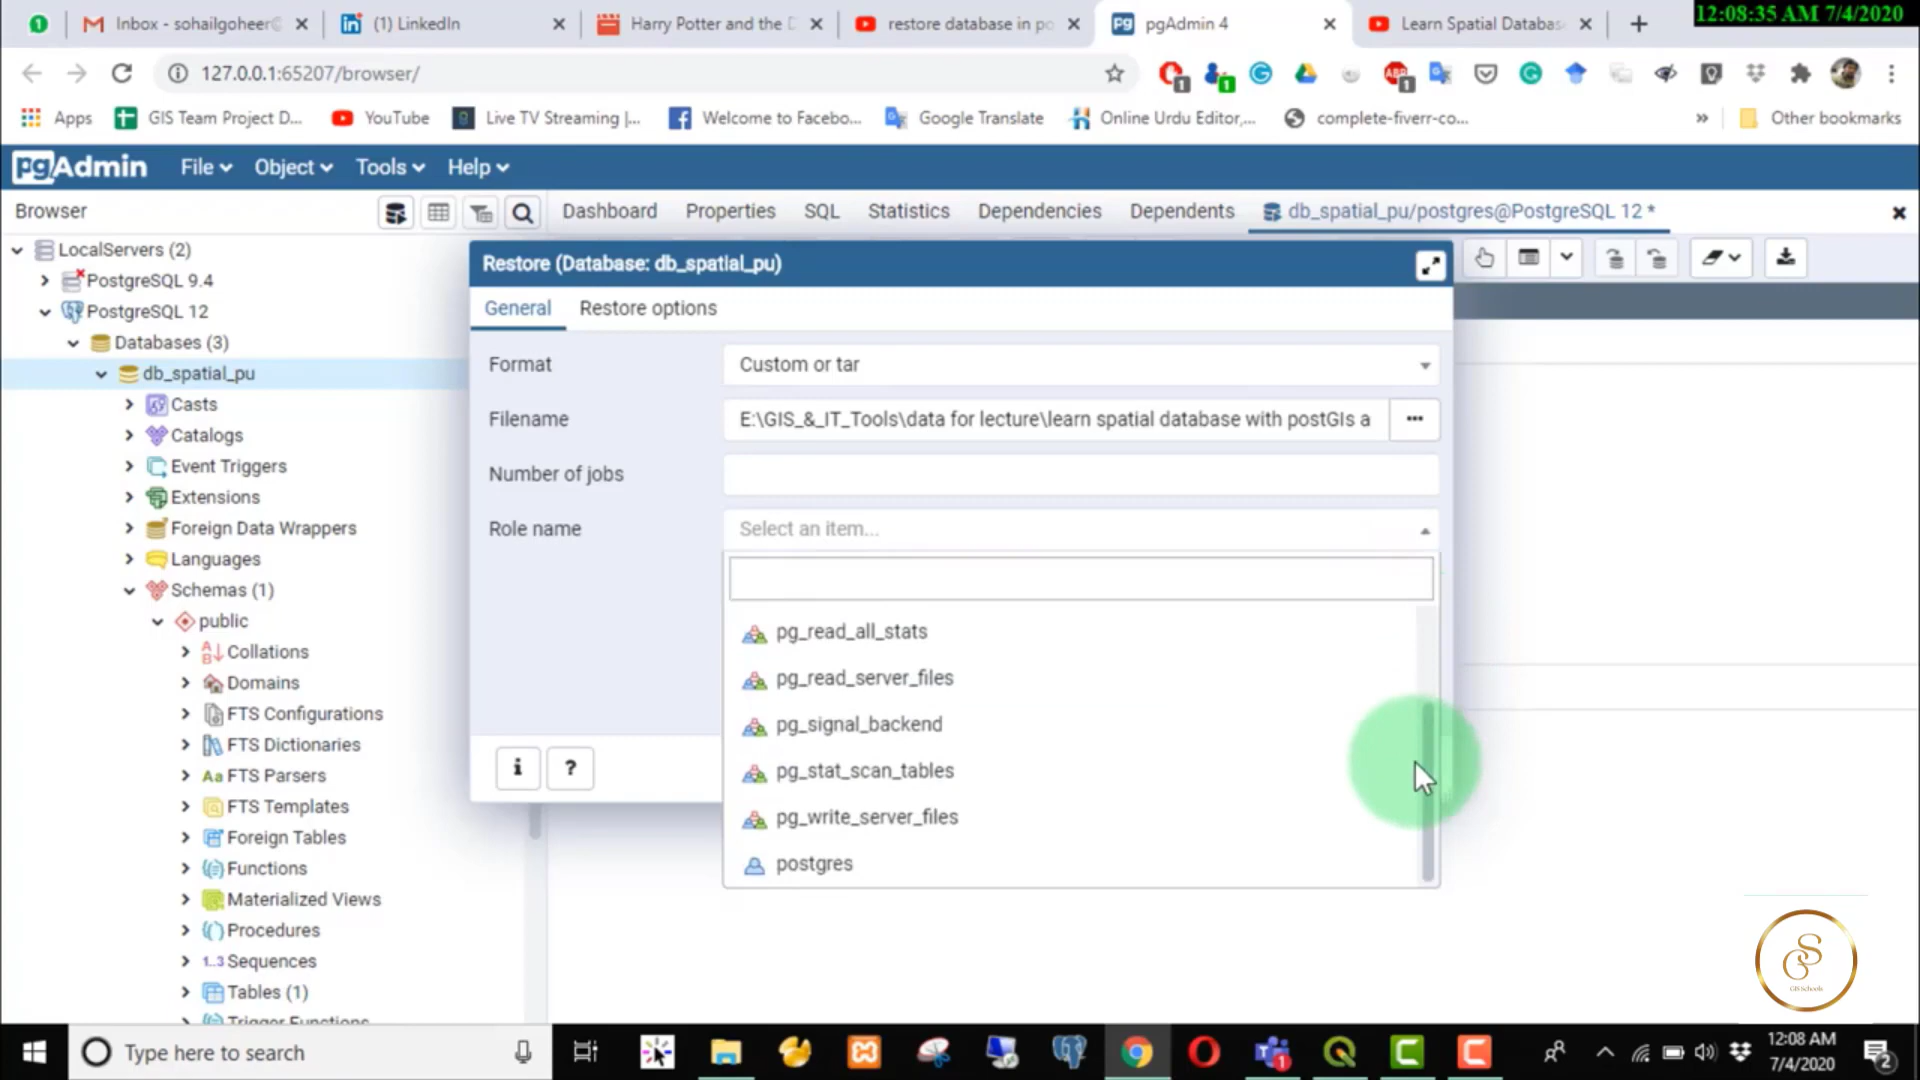 12:08:35 AM 7/4/2020
Inbox - sohailgoheer@
(1) LinkedIn
Harry Potter and the D
restore database in po
pgAdmin 4
Learn Spatial Databas
127.0.0.1:65207/browser/
Apps
GIS Team Project D...
YouTube
Live TV Streaming |...
Welcome to Facebo...
Google Translate
Online Urdu Editor,...
complete-fiverr-co...
»
Other bookmarks
pgAdmin
File
Object
Tools
Help
Browser
Dashboard
Properties
SQL
Statistics
Dependencies
Dependents
db_spatial_pu/postgres@PostgreSQL 12 *
LocalServers (2)
PostgreSQL 9.4
PostgreSQL 12
Databases (3)
db_spatial_pu
Casts
Catalogs
Event Triggers
Extensions
Foreign Data Wrappers
Languages
Schemas (1)
public
Collations
Domains
FTS Configurations
FTS Dictionaries
Aa FTS Parsers
FTS Templates
Foreign Tables
Functions
Materialized Views
Procedures
1..3 Sequences
Tables (1)
Trigger Functions
Restore (Database: db_spatial_pu)
General
Restore options
Format
Custom or tar
Filename
E:\GIS_&_IT_Tools\data for lecture\learn spatial database with postGIs a
Number of jobs
Role name
Select an item...
pg_read_all_stats
pg_read_server_files
pg_signal_backend
pg_stat_scan_tables
pg_write_server_files
postgres
i
?
GIS Schools
Type here to search
12:08 AM
7/4/2020
2